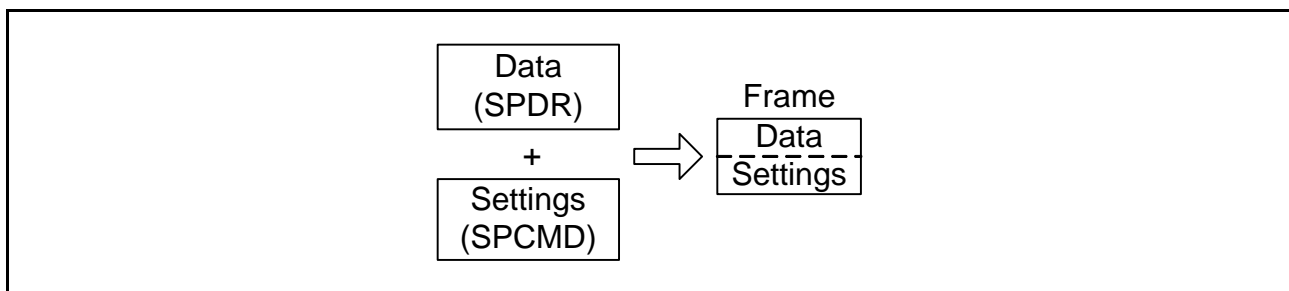 Data
(SPDR)
+
Settings
(SPCMD)
Frame
Data
Settings